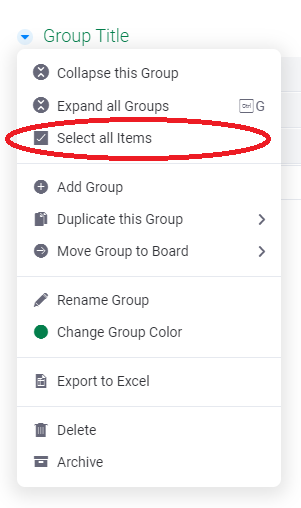 Group Title
Collapse this Group
Expand all Groups Ctrl G
Select all Items
Add Group
Duplicate this Group
Move Group to Board
Rename Group
Change Group Color
Export to Excel
Delete
Archive